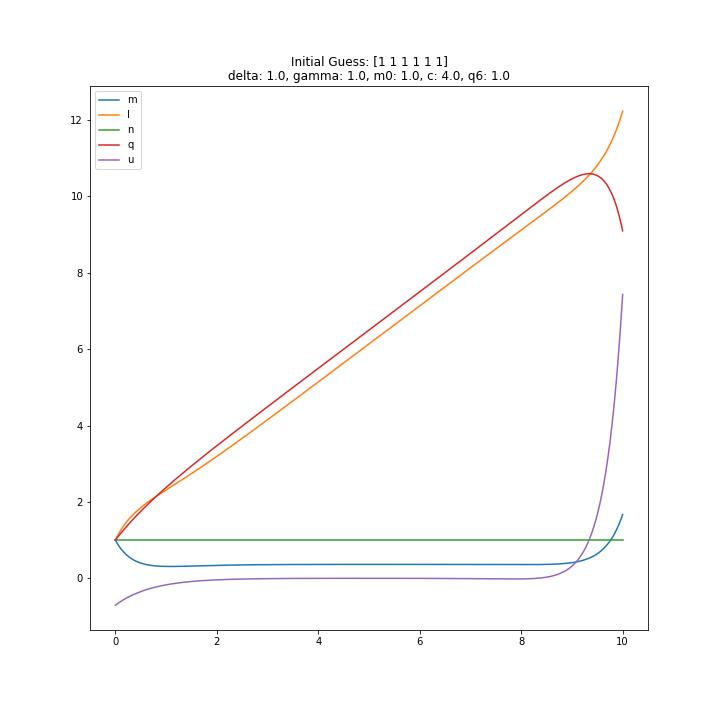 Initial Guess: [1 1 1 1 1 1]
delta: 1.0, gamma: 1.0, m0: 1.0, c: 4.0, q6: 1.0
m
l
n
q
u
12
10
8
6
4
2
0
0 2 4 6 8 10